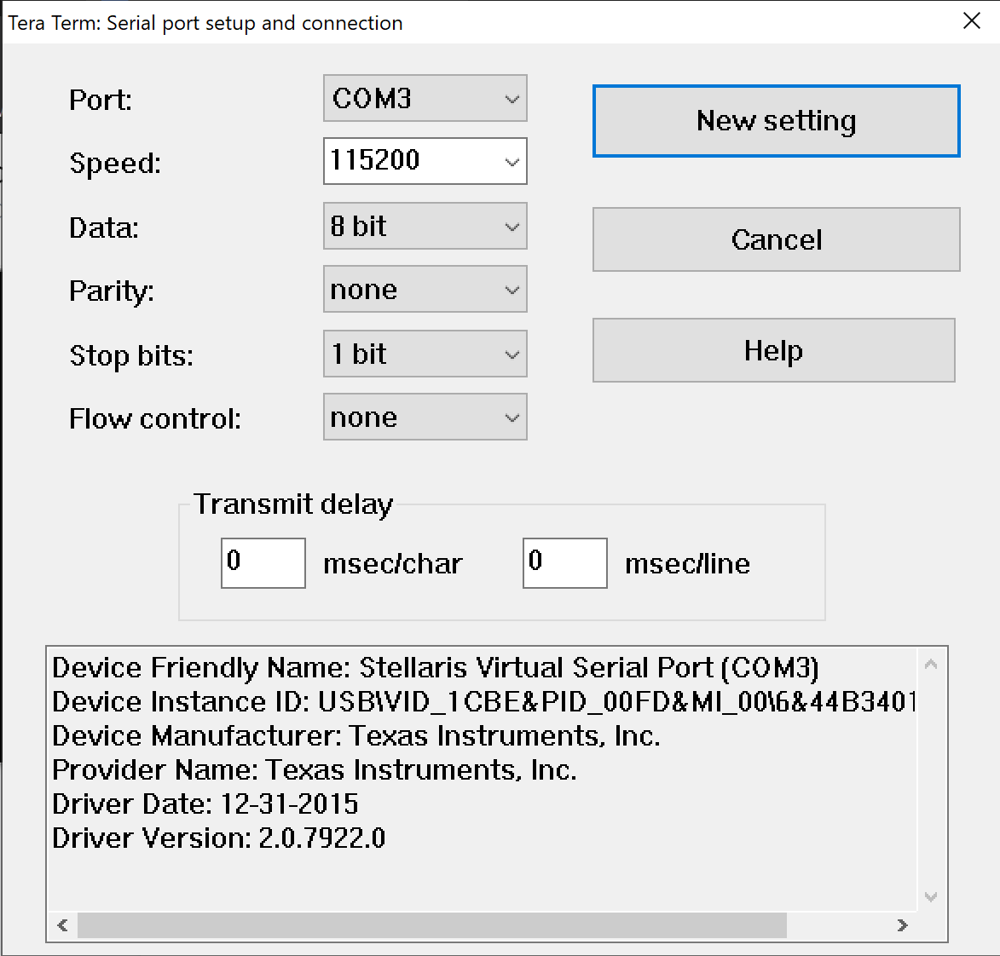 Tera Term: Serial port setup and connection
Port:
COM3
New setting
Speed:
115200
Data:
8 bit
Cancel
Parity:
none
Stop bits:
1 bit
Help
Flow control:
none
Transmit delay
0
msec/char
0
msec/line
Device Friendly Name: Stellaris Virtual Serial Port (COM3)
Device Instance ID: USB\VID_1CBE&PID_00FD&MI_00\6&44B3401
Device Manufacturer: Texas Instruments, Inc.
Provider Name: Texas Instruments, Inc.
Driver Date: 12-31-2015
Driver Version: 2.0.7922.0